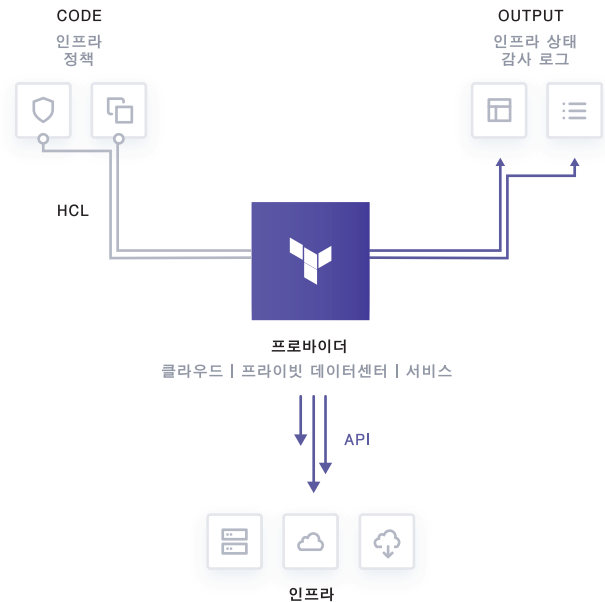 CODE
인프라
정책
OUTPUT
인프라 상태
감사 로그
HCL
프로바이더
클라우드 | 프라이빗 데이터센터 | 서비스
API
인프라